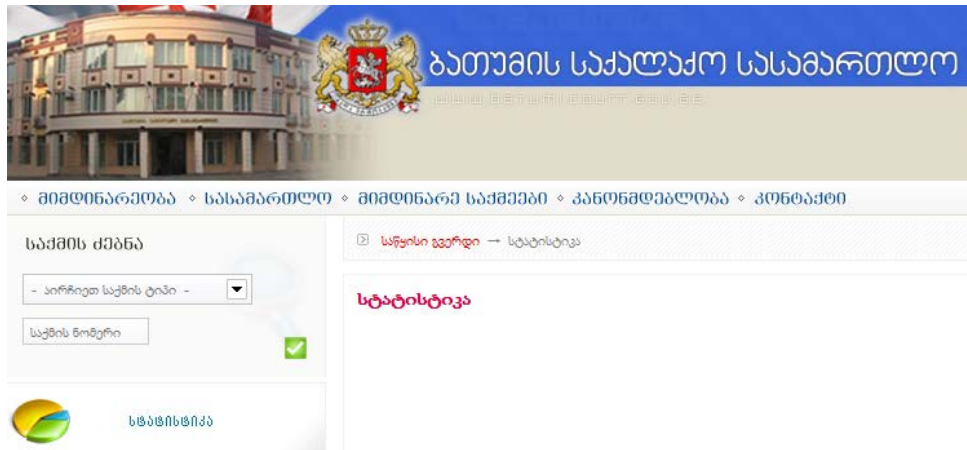 ბათუმის საქალაქო სასამართლო
⋄ მიმდინარეობა ⋄ სასამართლო ⋄ მიმდინარე საქმეები ⋄ კანონმდებლობა ⋄ კონტაქტი
საქმის ძებნა
საწყისი გვერდი → სტატისტიკა
- აირჩიეთ საქმის ტიპი -
სტატისტიკა
საქმის ნომერი
სტატისტიკა